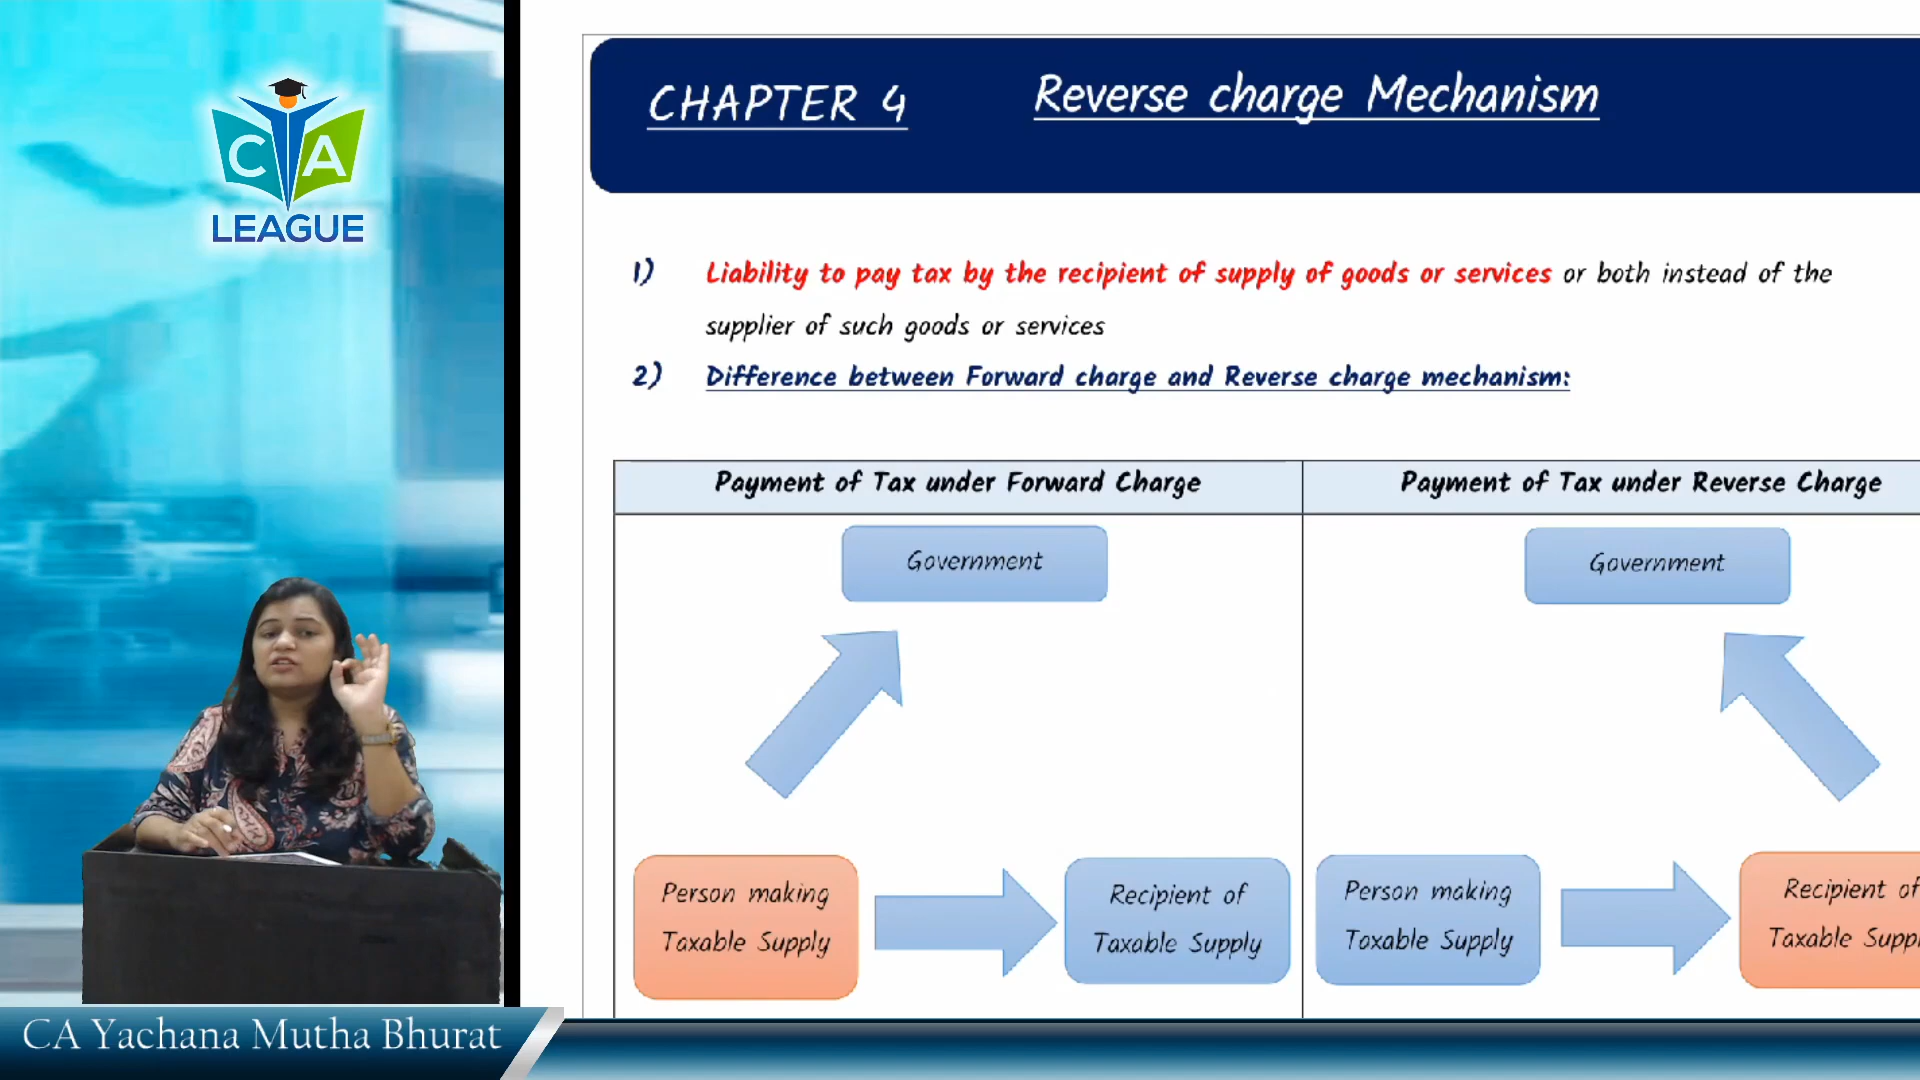 CA
LEAGUE
CHAPTER 4
Reverse charge Mechanism
1) Liability to pay tax by the recipient of supply of goods or services or both instead of the
supplier of such goods or services
2) Difference between Forward charge and Reverse charge mechanism:
Payment of Tax under Forward Charge
Payment of Tax under Reverse Charge
Government
Government
Person making
Taxable Supply
Recipient of
Taxable Supply
Person making
Taxable Supply
Recipient of
Taxable
CA Yachana Mutha Bhurat